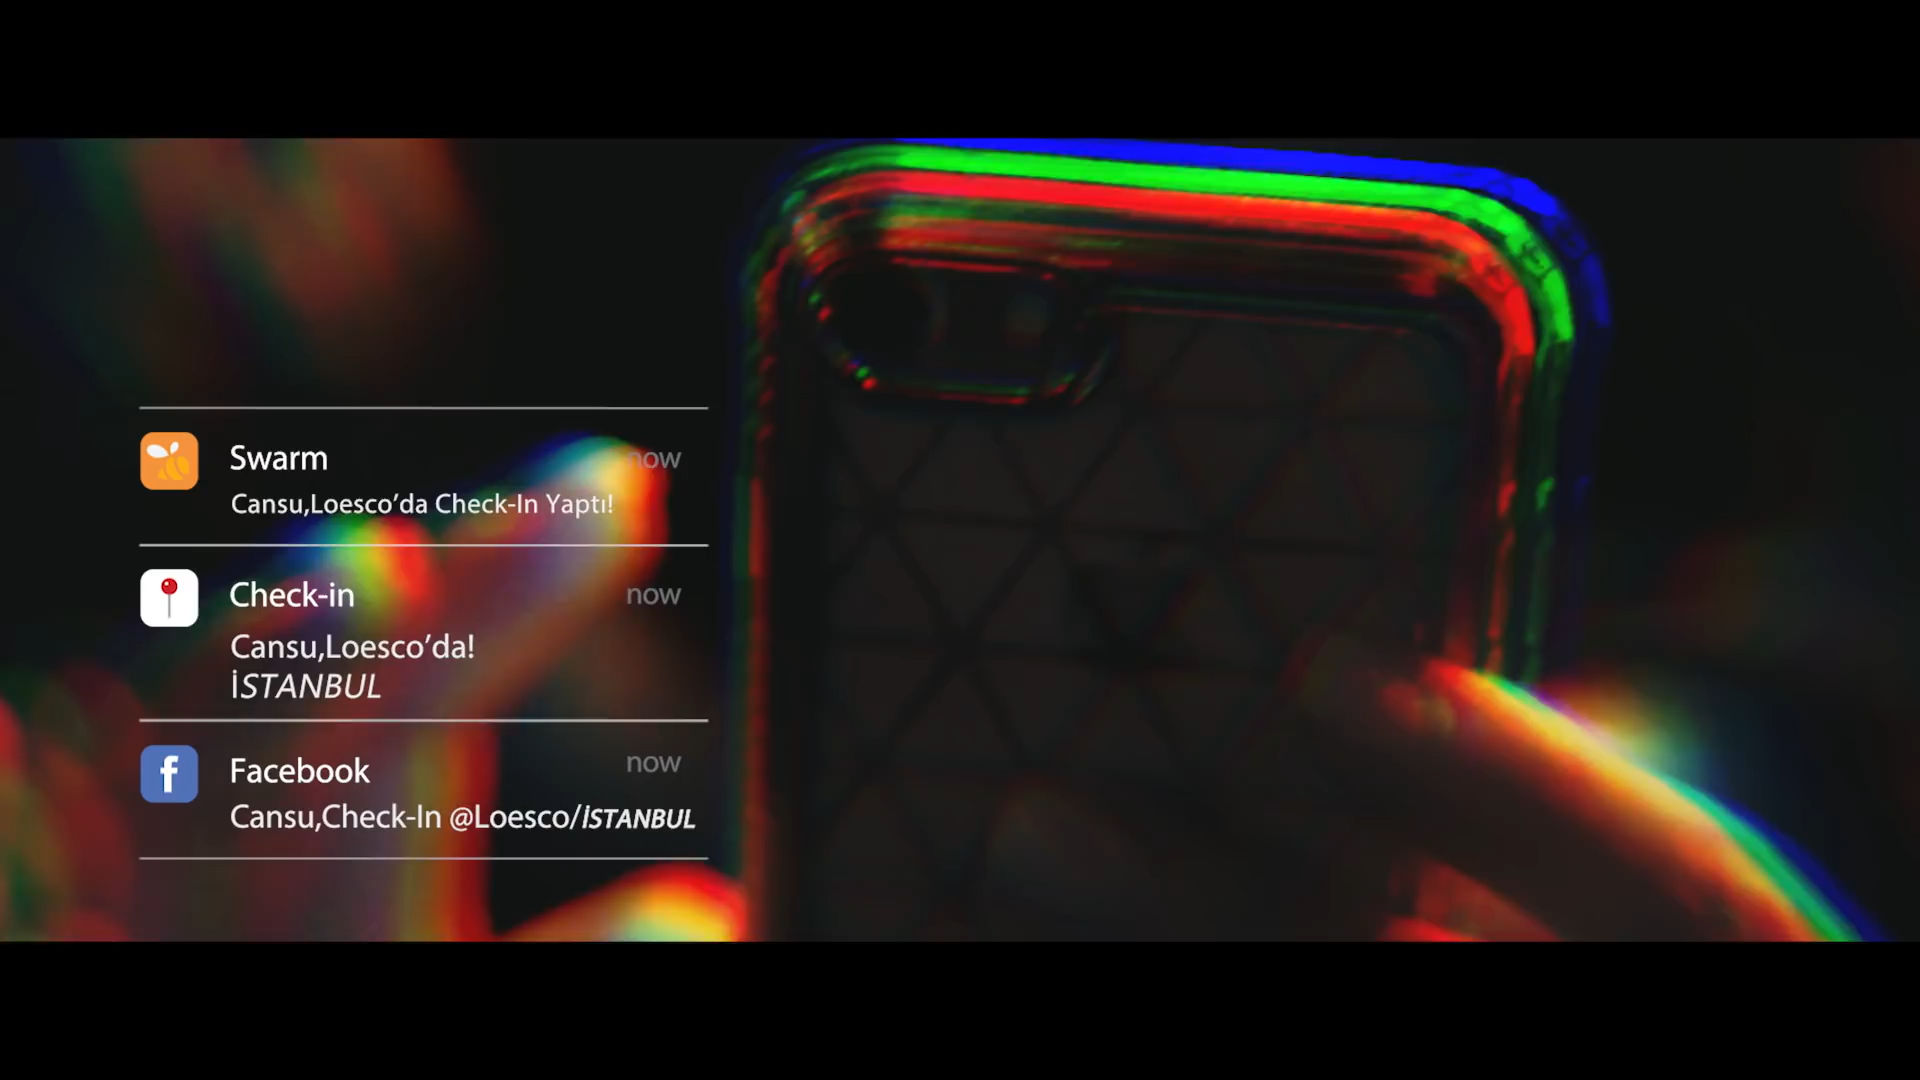 Swarm
now
Cansu,Loesco’da Check-In Yaptı!
Check-in
now
Cansu,Loesco’da!
İSTANBUL
Facebook
now
Cansu,Check-In @Loesco/İSTANBUL